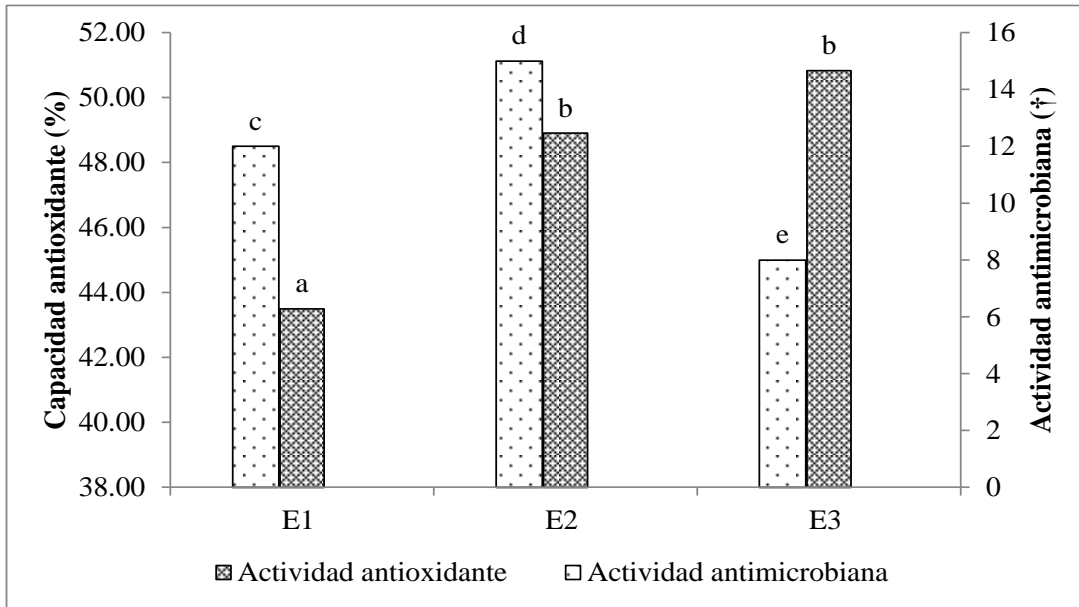 Capacidad antioxidante (%)
52.00
50.00
48.00
46.00
44.00
42.00
40.00
38.00
c
a
d
b
e
b
16
14
12
10
8
6
4
2
0
Actividad antimicrobiana (†)
E1 E2 E3
Actividad antioxidante Actividad antimicrobiana